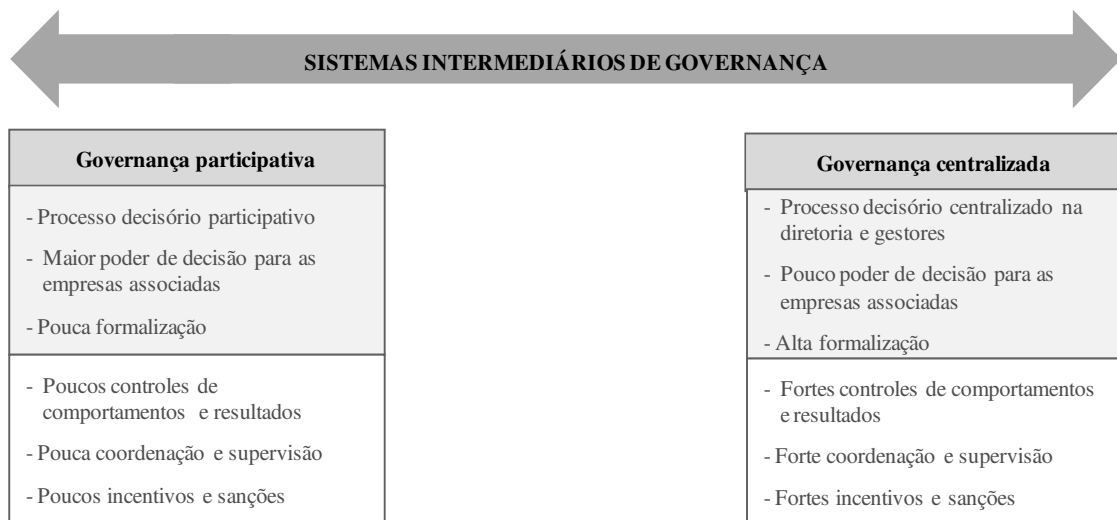 SISTEMAS INTERMEDIÁRIOS DE GOVERNANÇA
Governança participativa
- Processo decisório participativo
- Maior poder de decisão para as
empresas associadas
- Pouca formalização
- Poucos controles de
comportamentos e resultados
- Pouca coordenação e supervisão
- Poucos incentivos e sanções
Governança centralizada
- Processo decisório centralizado na
diretoria e gestores
- Pouco poder de decisão para as
empresas associadas
- Alta formalização
- Fortes controles de comportamentos
e resultados
- Forte coordenação e supervisão
- Fortes incentivos e sanções